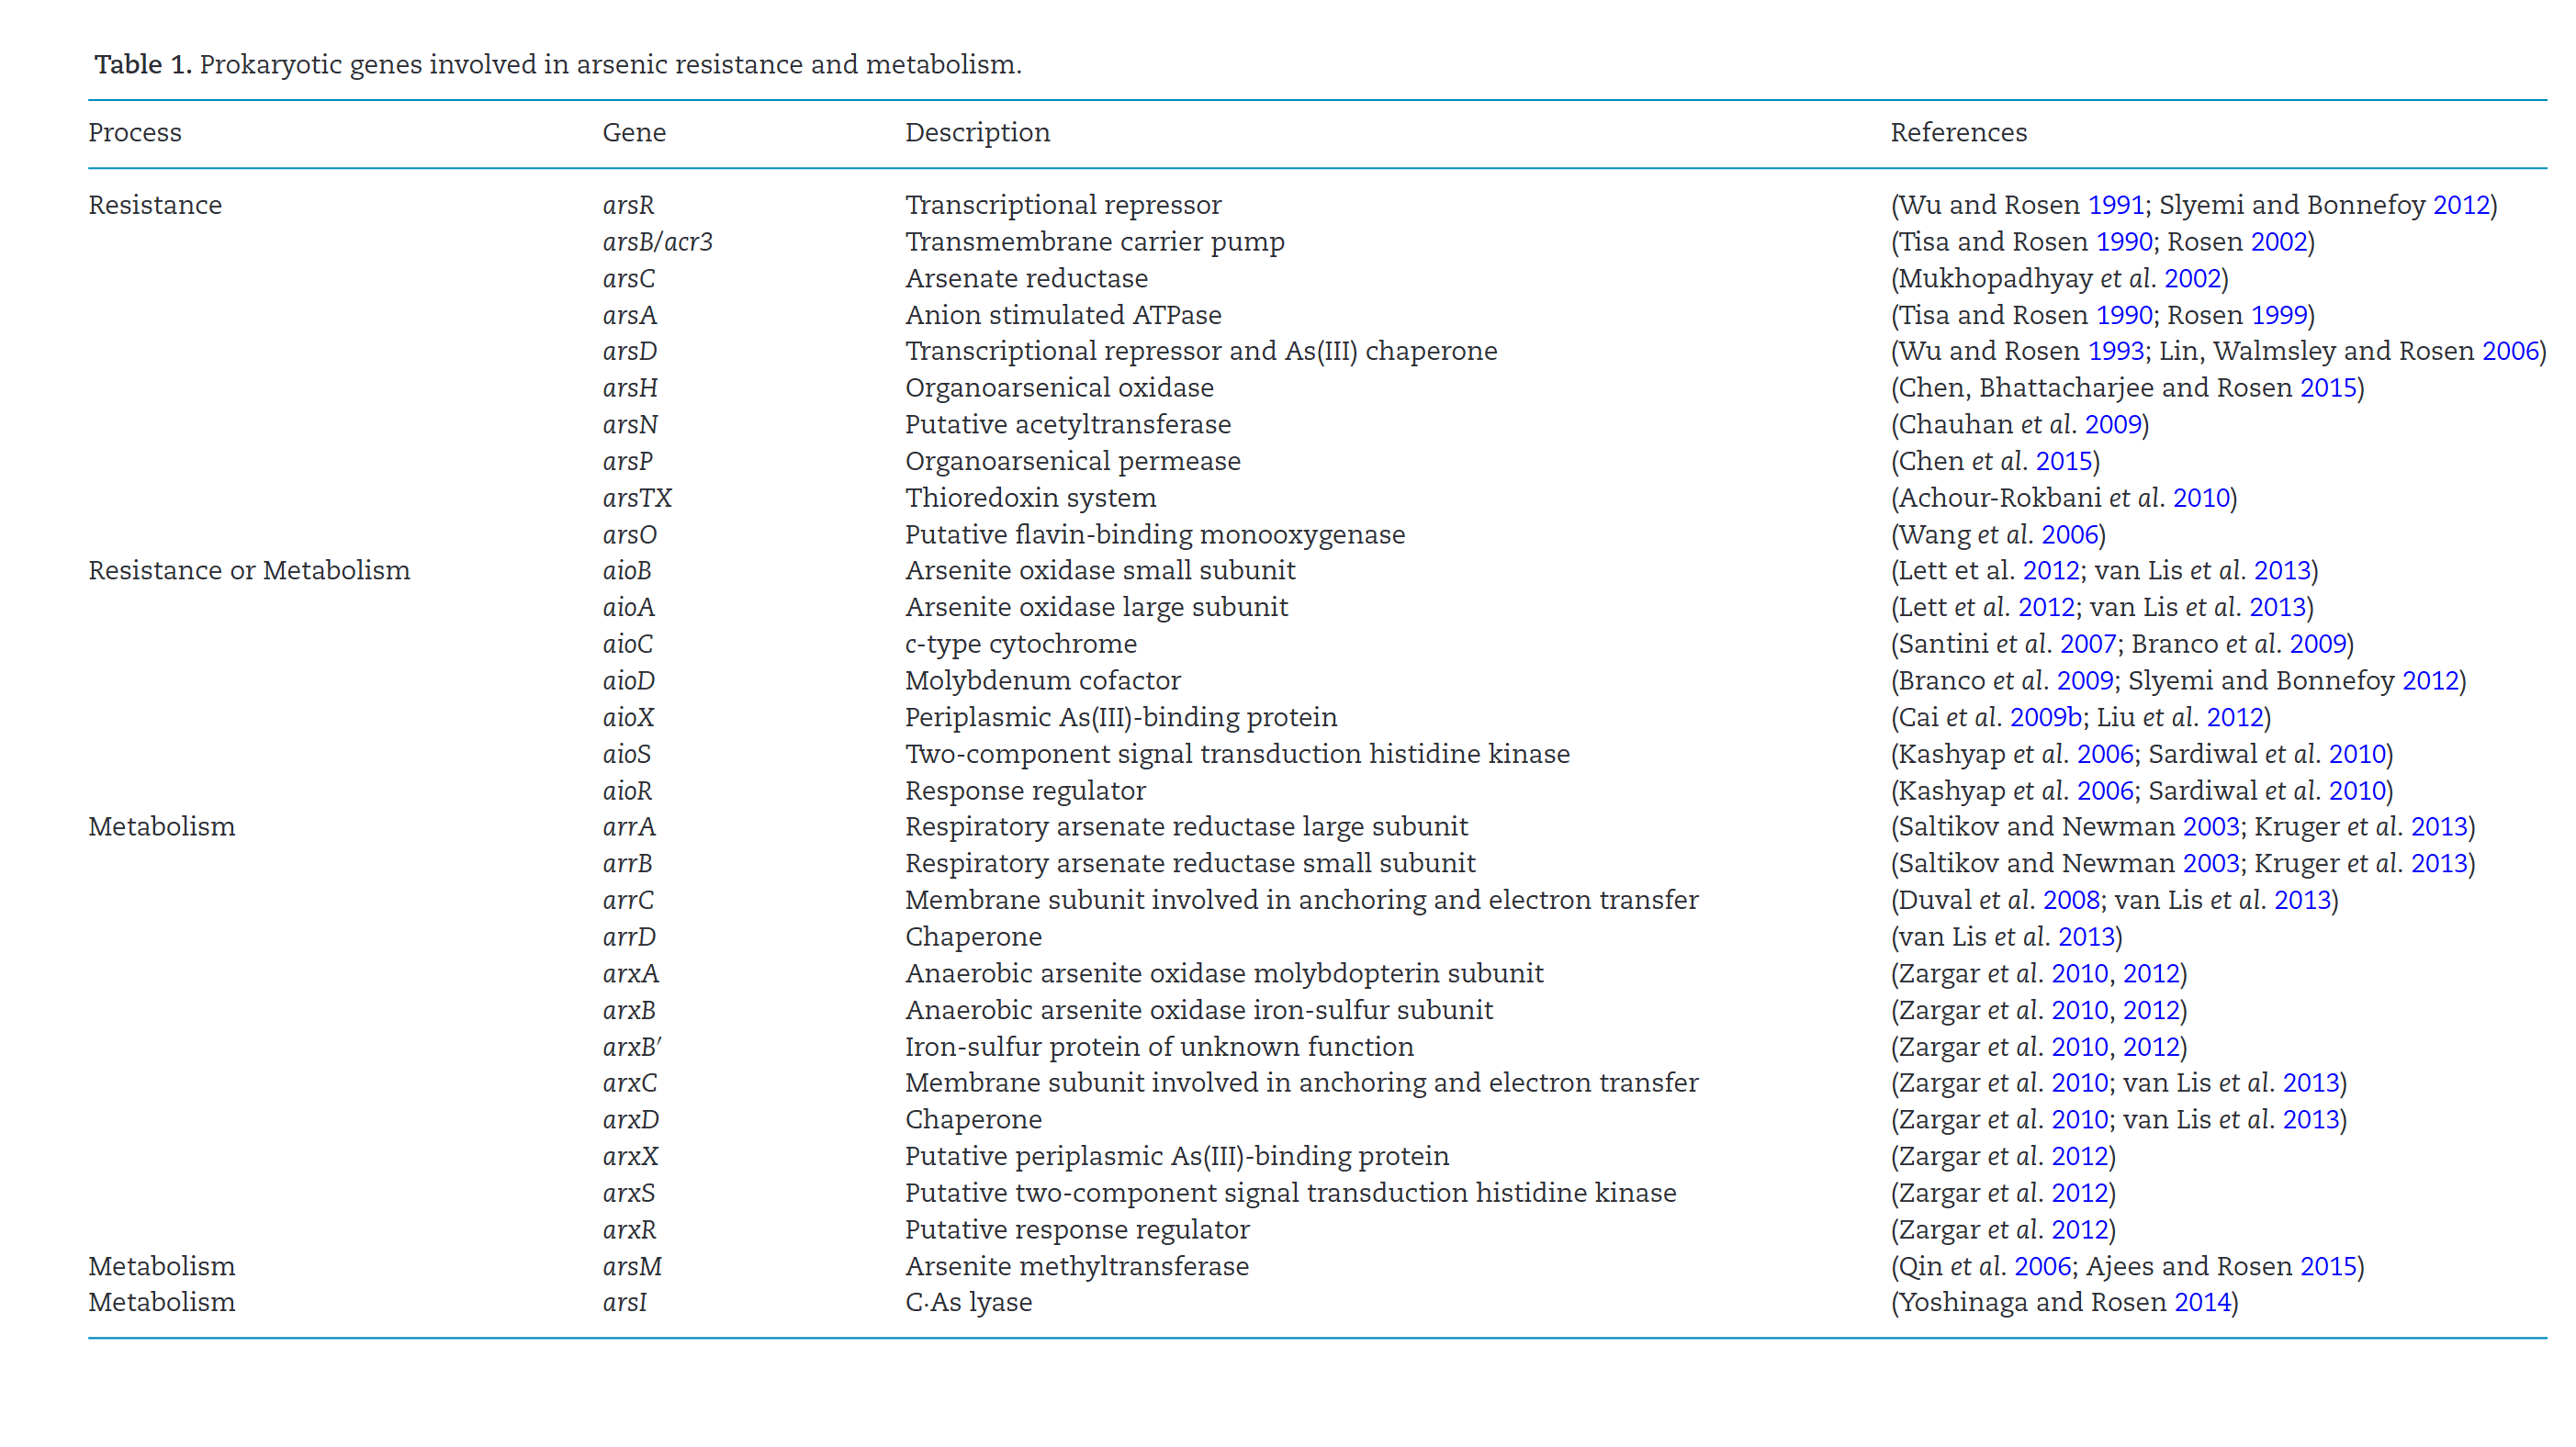 Table 1. Prokaryotic genes involved in arsenic resistance and metabolism.
Process Gene Description References
Resistance arsR Transcriptional repressor (Wu and Rosen 1991; Slyemi and Bonnefoy 2012)
arsB/acr3 Transmembrane carrier pump (Tisa and Rosen 1990; Rosen 2002)
arsC Arsenate reductase (Mukhopadhyay et al. 2002)
arsA Anion stimulated ATPase (Tisa and Rosen 1990; Rosen 1999)
arsD Transcriptional repressor and As(III) chaperone (Wu and Rosen 1993; Lin, Walmsley and Rosen 2006)
arsH Organoarsenical oxidase (Chen, Bhattacharjee and Rosen 2015)
arsN Putative acetyltransferase (Chauhan et al. 2009)
arsP Organoarsenical permease (Chen et al. 2015)
arsTX Thioredoxin system (Achour-Rokbani et al. 2010)
arsO Putative flavin-binding monooxygenase (Wang et al. 2006)
Resistance or Metabolism aioB Arsenite oxidase small subunit (Lett et al. 2012; van Lis et al. 2013)
aioA Arsenite oxidase large subunit (Lett et al. 2012; van Lis et al. 2013)
aioC c-type cytochrome (Santini et al. 2007; Branco et al. 2009)
aioD Molybdenum cofactor (Branco et al. 2009; Slyemi and Bonnefoy 2012)
aioX Periplasmic As(III)-binding protein (Cai et al. 2009b; Liu et al. 2012)
aioS Two-component signal transduction histidine kinase (Kashyap et al. 2006; Sardiwal et al. 2010)
aioR Response regulator (Kashyap et al. 2006; Sardiwal et al. 2010)
Metabolism arrA Respiratory arsenate reductase large subunit (Saltikov and Newman 2003; Kruger et al. 2013)
arrB Respiratory arsenate reductase small subunit (Saltikov and Newman 2003; Kruger et al. 2013)
arrC Membrane subunit involved in anchoring and electron transfer (Duval et al. 2008; van Lis et al. 2013)
arrD Chaperone (van Lis et al. 2013)
arxA Anaerobic arsenite oxidase molybdopterin subunit (Zargar et al. 2010, 2012)
arxB Anaerobic arsenite oxidase iron-sulfur subunit (Zargar et al. 2010, 2012)
arxB′ Iron-sulfur protein of unknown function (Zargar et al. 2010, 2012)
arxC Membrane subunit involved in anchoring and electron transfer (Zargar et al. 2010; van Lis et al. 2013)
arxD Chaperone (Zargar et al. 2010; van Lis et al. 2013)
arxX Putative periplasmic As(III)-binding protein (Zargar et al. 2012)
arxS Putative two-component signal transduction histidine kinase (Zargar et al. 2012)
arxR Putative response regulator (Zargar et al. 2012)
Metabolism arsM Arsenite methyltransferase (Qin et al. 2006; Ajees and Rosen 2015)
Metabolism arsI C·As lyase (Yoshinaga and Rosen 2014)